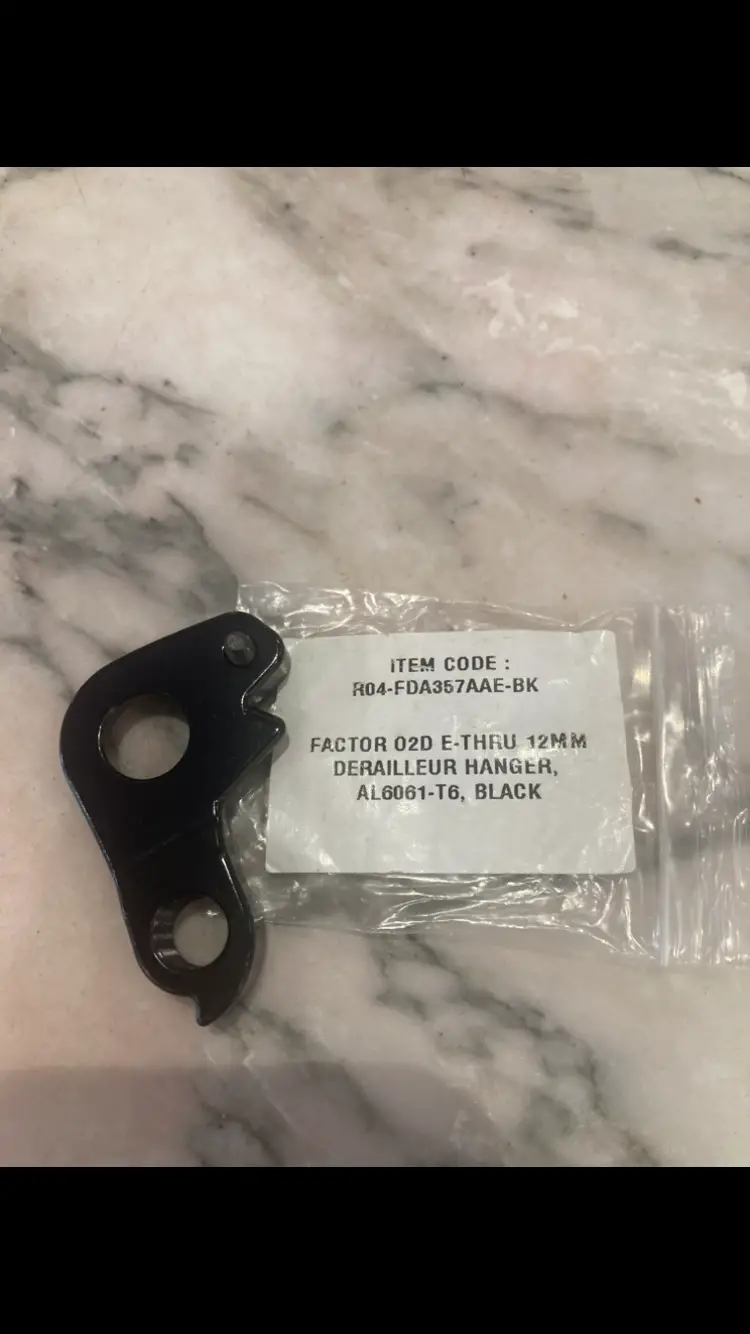 ITEM CODE :
R04-FDA357AAE-BK
FACTOR O2D E-THRU 12MM
DERAILLEUR HANGER,
AL6061-T6, BLACK